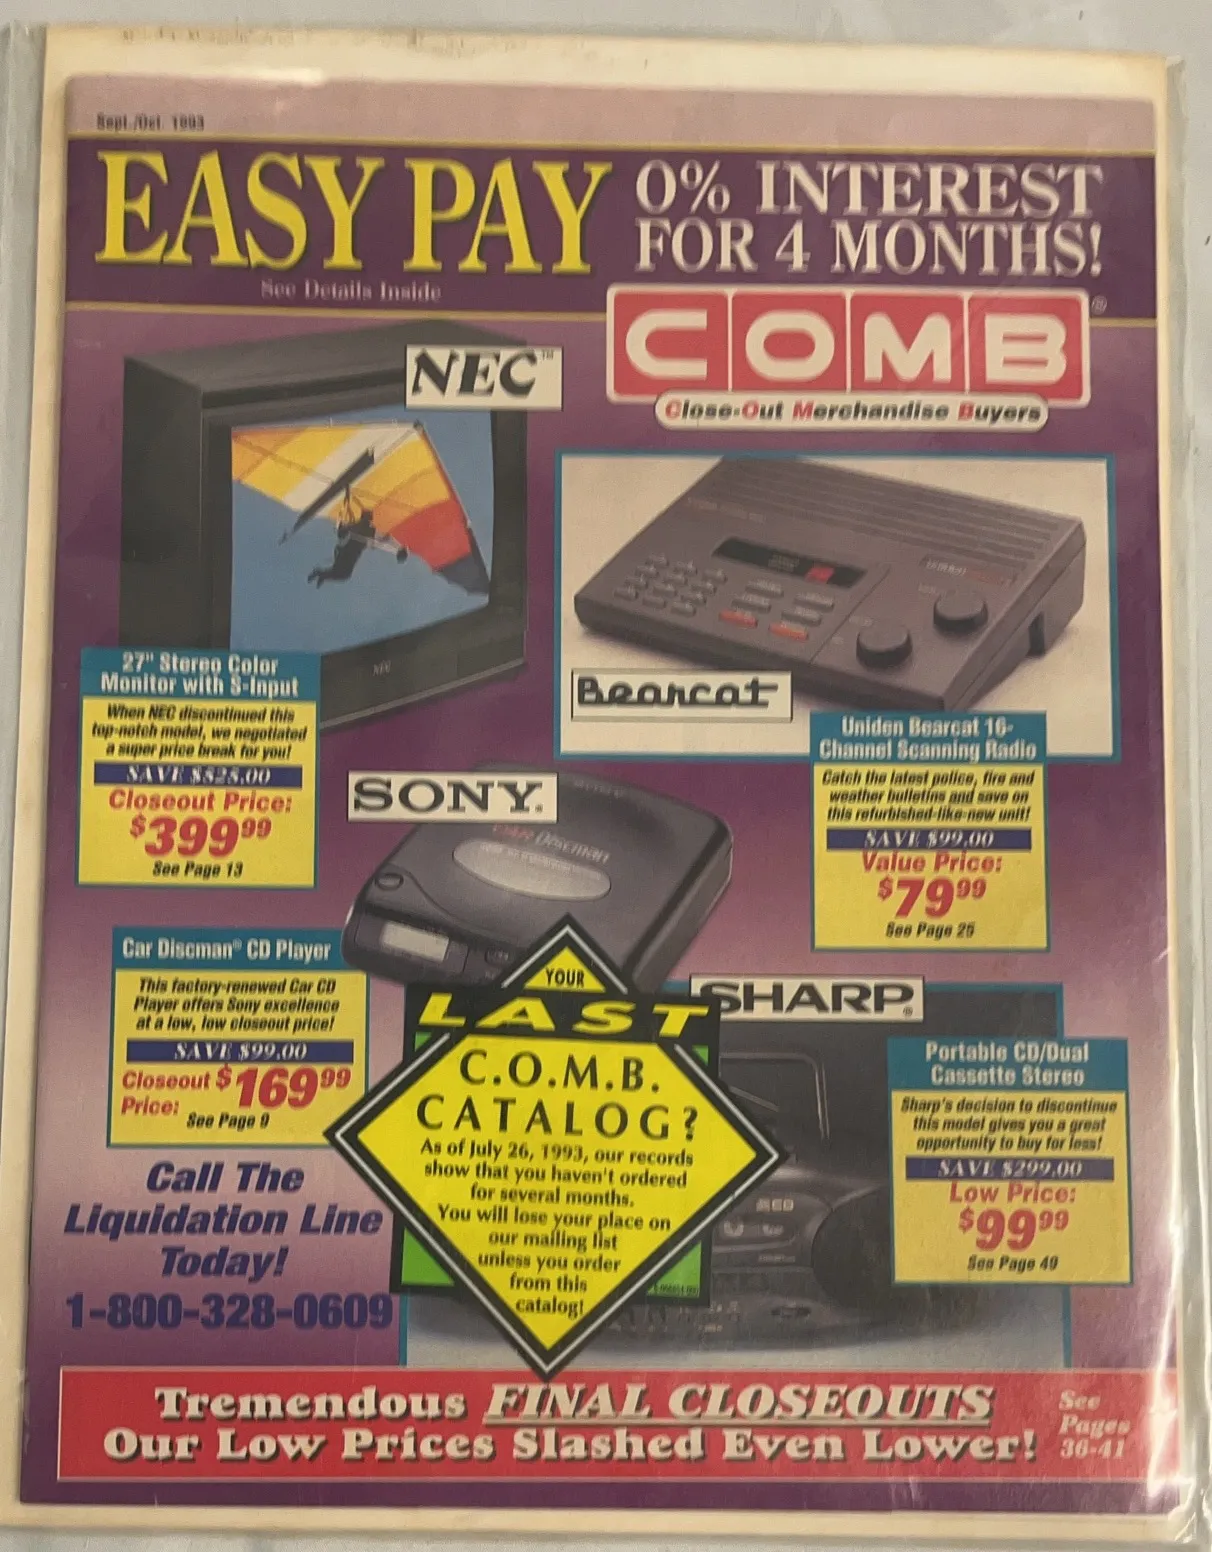 Sept./Oct. 1993
EASY PAY
See Details Inside
0% INTEREST
FOR 4 MONTHS!
COMB®
Close-Out Merchandise Buyers
NEC™
NEC
27" Stereo Color
Monitor with S-Input
When NEC discontinued this
top-notch model, we negotiated
a super price break for you!
SAVE $525.00
Closeout Price:
$399⁹⁹
See Page 13
Bearcat
Uniden Bearcat 16-
Channel Scanning Radio
Catch the latest police, fire and
weather bulletins and save on
this refurbished-like-new unit!
SAVE $99.00
Value Price:
$79⁹⁹
See Page 25
SONY®
Discman
Car Discman® CD Player
This factory-renewed Car CD
Player offers Sony excellence
at a low, low closeout price!
SAVE $99.00
Closeout
Price:
$169⁹⁹
See Page 9
YOUR
LAST
C.O.M.B.
CATALOG?
As of July 26, 1993, our records
show that you haven't ordered
for several months.
You will lose your place on
our mailing list
unless you order
from this
catalog!
SHARP®
Portable CD/Dual
Cassette Stereo
Sharp's decision to discontinue
this model gives you a great
opportunity to buy for less!
SAVE $299.00
Low Price:
$99⁹⁹
See Page 49
Call The
Liquidation Line
Today!
1-800-328-0609
Tremendous FINAL CLOSEOUTS
Our Low Prices Slashed Even Lower!
See
Pages
36-41